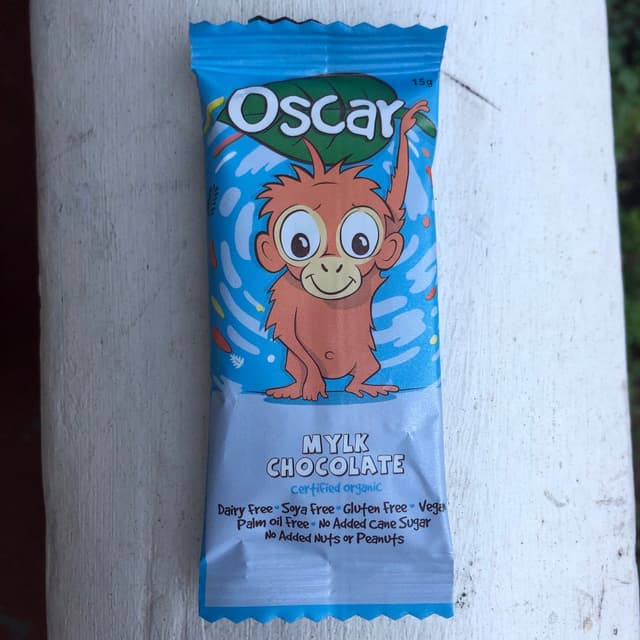 15g
Oscar
MYLK
CHOCOLATE
certified organic
Dairy Free • Soya Free • Gluten Free • Vega
Palm oil Free • No Added Cane Sugar
No Added Nuts or Peanuts